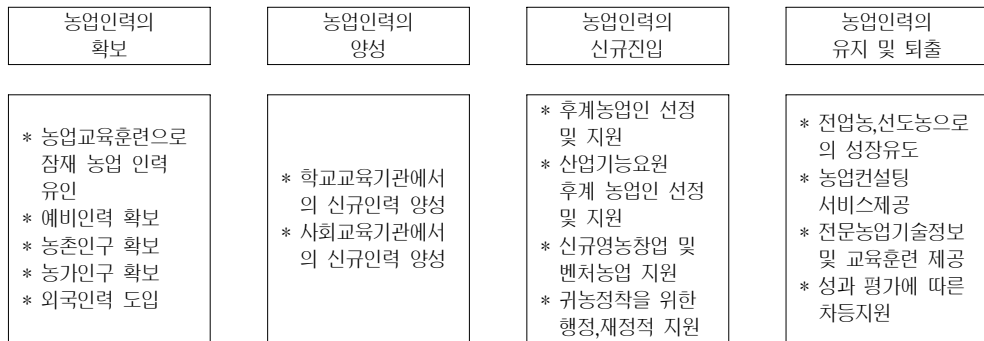 농업인력의
확보
농업인력의
양성
농업인력의
신규진입
농업인력의
유지 및 퇴출
* 농업교육훈련으로
잠재 농업 인력
유인
* 예비인력 확보
* 농촌인구 확보
* 농가인구 확보
* 외국인력 도입
* 학교교육기관에서
의 신규인력 양성
* 사회교육기관에서
의 신규인력 양성
* 후계농업인 선정
및 지원
* 산업기능요원
후계 농업인 선정
및 지원
* 신규영농창업 및
벤처농업 지원
* 귀농정착을 위한
행정,재정적 지원
* 전업농,선도농으로
의 성장유도
* 농업컨설팅
서비스제공
* 전문농업기술정보
및 교육훈련 제공
* 성과 평가에 따른
차등지원